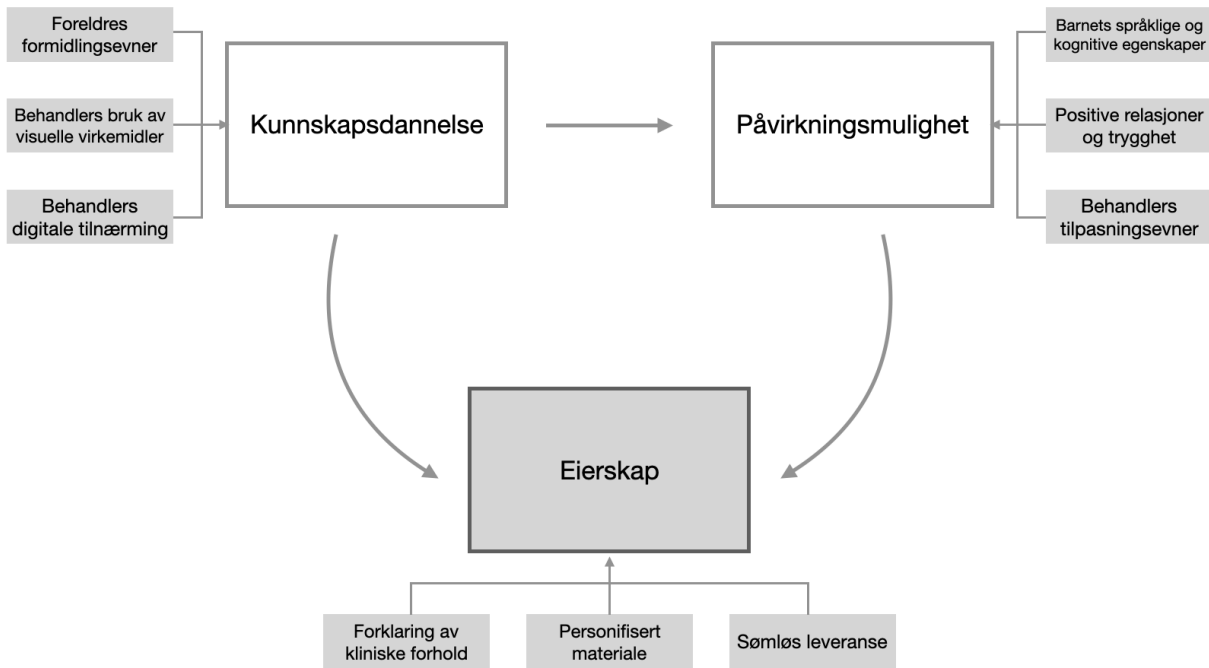 Foreldres
formidlingsevner
Behandlers bruk av
visuelle virkemidler
Behandlers
digitale tilnærming
Kunnskapsdannelse
Påvirkningsmulighet
Barnets språklige og
kognitive egenskaper
Positive relasjoner
og trygghet
Behandlers
tilpasningsevner
Eierskap
Forklaring av
kliniske forhold
Personifisert
materiale
Sømløs leveranse